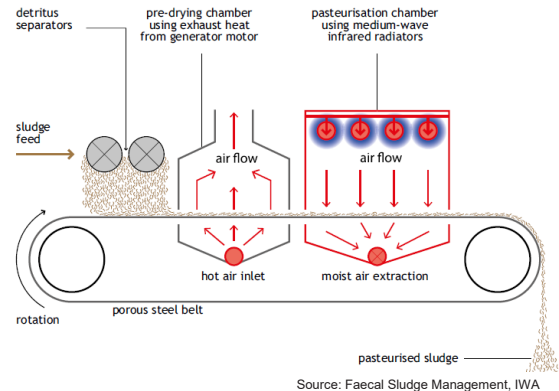 detritus
separators
pre-drying chamber
using exhaust heat
from generator motor
pasteurisation chamber
using medium-wave
infrared radiators
sludge
feed
air flow
air flow
hot air inlet
moist air extraction
rotation
porous steel belt
pasteurised sludge
Source: Faecal Sludge Management, IWA